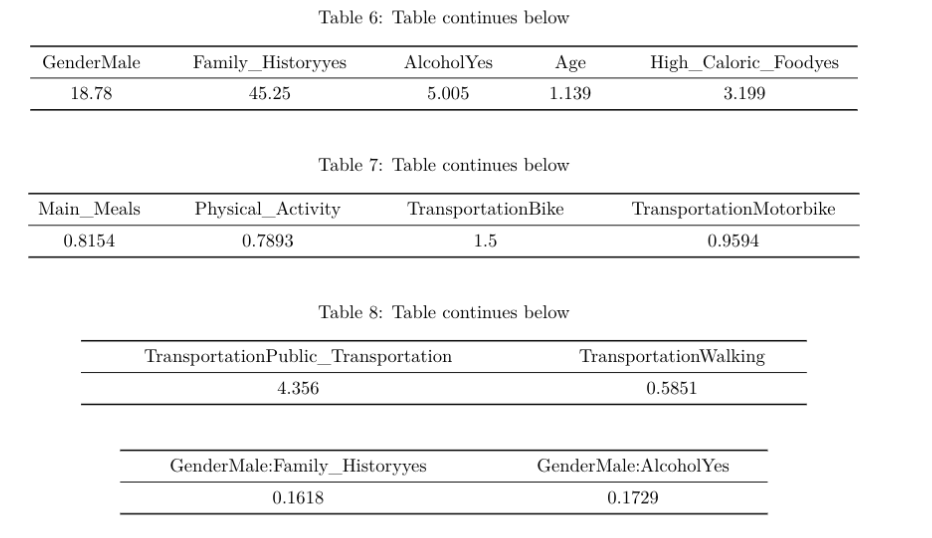 Table 6: Table continues below
GenderMale Family_Historyyes AlcoholYes Age High_Caloric_Foodyes
18.78 45.25 5.005 1.139 3.199
Table 7: Table continues below
Main_Meals Physical_Activity TransportationBike TransportationMotorbike
0.8154 0.7893 1.5 0.9594
Table 8: Table continues below
TransportationPublic_Transportation TransportationWalking
4.356 0.5851
GenderMale:Family_Historyyes GenderMale:AlcoholYes
0.1618 0.1729